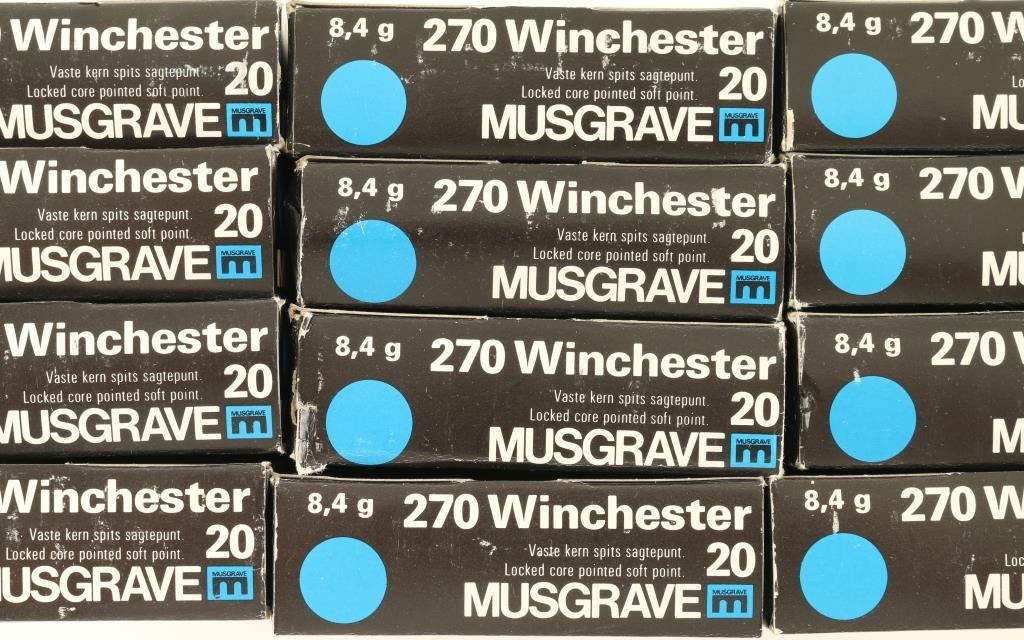 Winchester
Vaste kern spits sagtepunt.
Locked core pointed soft point.
20
MUSGRAVE
MUSGRAVE
m
8,4 g
270 Winchester
Vaste kern spits sagtepunt.
Locked core pointed soft point.
20
MUSGRAVE
MUSGRAVE
m
8,4 g
270 W
Lo
MU
Winchester
Vaste kern spits sagtepunt.
Locked core pointed soft point.
20
MUSGRAVE
MUSGRAVE
m
8,4 g
270 Winchester
Vaste kern spits sagtepunt.
Locked core pointed soft point.
20
MUSGRAVE
MUSGRAVE
m
8,4 g
270
MU
Winchester
Vaste kern spits sagtepunt.
Locked core pointed soft point.
20
MUSGRAVE
MUSGRAVE
m
8,4 g
270 Winchester
Vaste kern spits sagtepunt.
Locked core pointed soft point.
20
MUSGRAVE
MUSGRAVE
m
8,4 g
270
M
Winchester
Vaste kern spits sagtepunt.
Locked core pointed soft point.
20
MUSGRAVE
MUSGRAVE
m
8,4 g
270 Winchester
Vaste kern spits sagtepunt.
Locked core pointed soft point.
20
MUSGRAVE
MUSGRAVE
m
8,4 g
270 W
Loc
MU